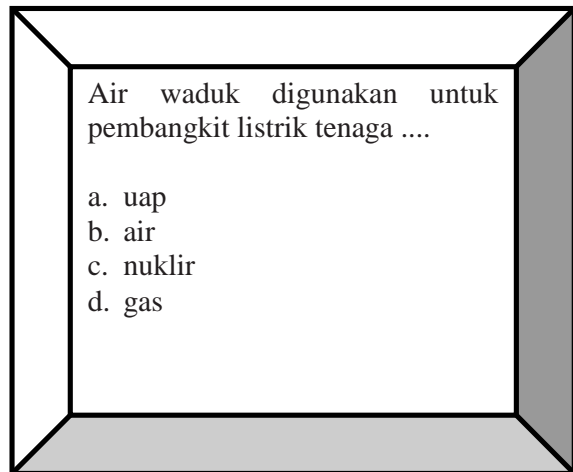 Air waduk digunakan untuk
pembangkit listrik tenaga ....
a. uap
b. air
c. nuklir
d. gas